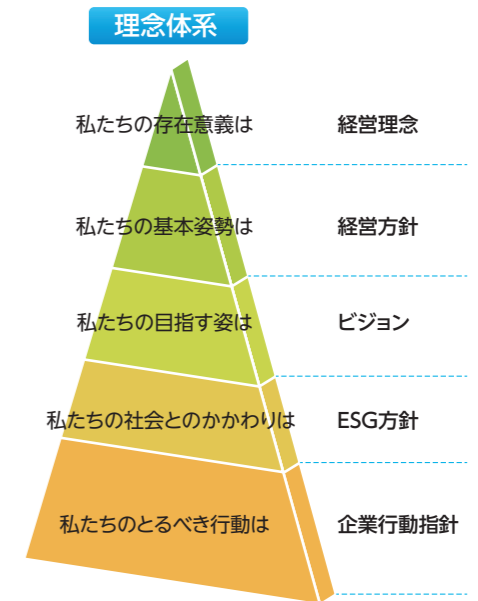 理念体系
私たちの存在意義は 経営理念
私たちの基本姿勢は 経営方針
私たちの目指す姿は ビジョン
私たちの社会とのかかわりは ESG方針
私たちのとるべき行動は 企業行動指針